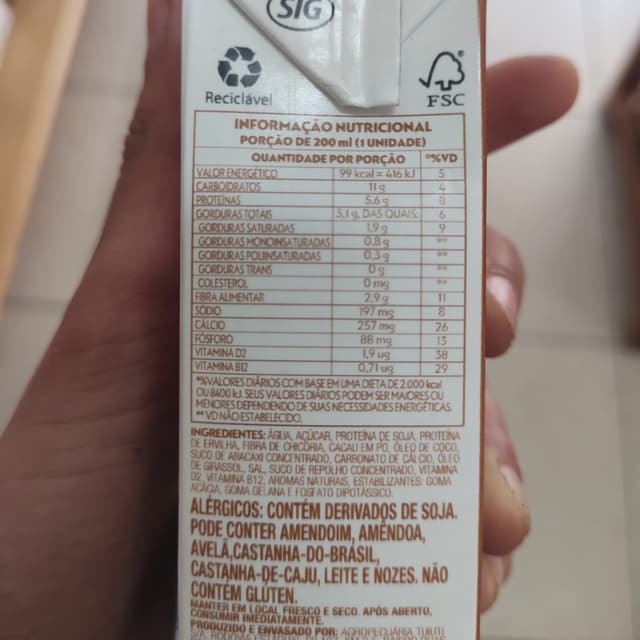 SIG
Reciclável
FSC
INFORMAÇÃO NUTRICIONAL
PORÇÃO DE 200 ml (1 UNIDADE)
QUANTIDADE POR PORÇÃO %VD
VALOR ENERGÉTICO 99 kcal = 416 kJ 5
CARBOIDRATOS 11 g 4
PROTEÍNAS 5,6 g 8
GORDURAS TOTAIS 3,1 g, DAS QUAIS: 6
GORDURAS SATURADAS 1,9 g 9
GORDURAS MONOINSATURADAS 0,8 g **
GORDURAS POLIINSATURADAS 0,3 g **
GORDURAS TRANS 0 g **
COLESTEROL 0 mg **
FIBRA ALIMENTAR 2,9 g 11
SÓDIO 197 mg 8
CÁLCIO 257 mg 26
FÓSFORO 88 mg 13
VITAMINA D2 1,9 ug 38
VITAMINA B12 0,71 ug 29
*%VALORES DIÁRIOS COM BASE EM UMA DIETA DE 2.000 kcal
OU 8400 kJ. SEUS VALORES DIÁRIOS PODEM SER MAIORES OU
MENORES DEPENDENDO DE SUAS NECESSIDADES ENERGÉTICAS.
** VD NÃO ESTABELECIDO.
INGREDIENTES: ÁGUA, AÇÚCAR, PROTEÍNA DE SOJA, PROTEÍNA
DE ERVILHA, FIBRA DE CHICÓRIA, CACAU EM PÓ, ÓLEO DE COCO,
SUCO DE ABACAXI CONCENTRADO, CARBONATO DE CÁLCIO, ÓLEO
DE GIRASSOL, SAL, SUCO DE REPOLHO CONCENTRADO, VITAMINA
D2, VITAMINA B12, AROMAS NATURAIS, ESTABILIZANTES: GOMA
ACÁCIA, GOMA GELANA E FOSFATO DIPOTÁSSICO.
ALÉRGICOS: CONTÉM DERIVADOS DE SOJA.
PODE CONTER AMENDOIM, AMÊNDOA,
AVELÃ,CASTANHA-DO-BRASIL,
CASTANHA-DE-CAJU, LEITE E NOZES. NÃO
CONTÉM GLÚTEN.
MANTER EM LOCAL FRESCO E SECO. APÓS ABERTO,
CONSUMIR IMEDIATAMENTE.
PRODUZIDO E ENVASADO POR: AGROPECUÁRIA TUIUTI